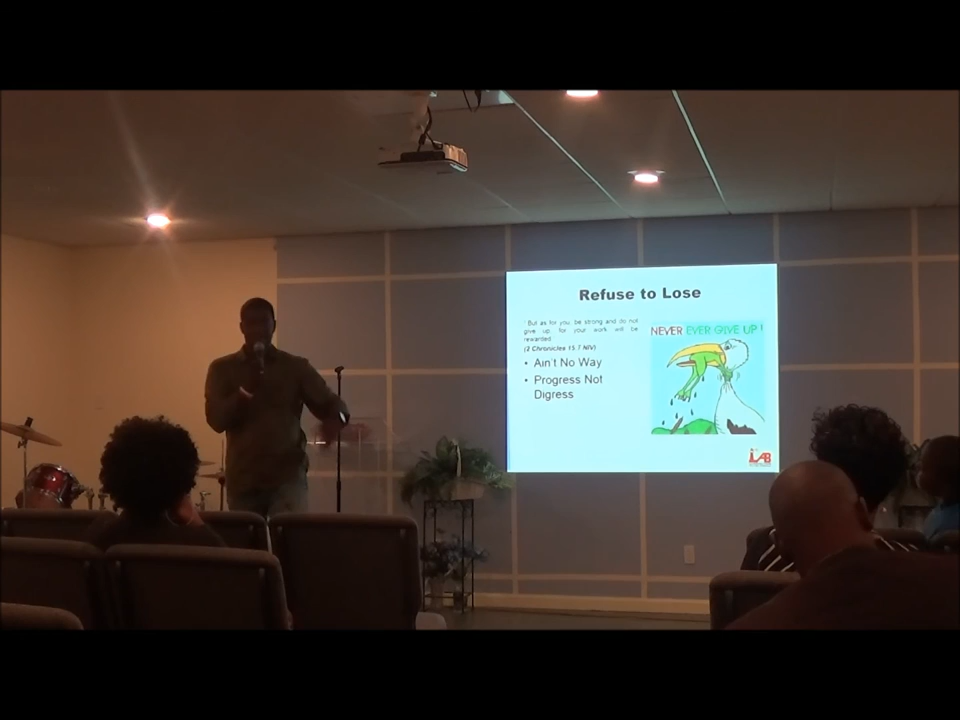 Refuse to Lose
But as for you, be strong and do not
give up, for your work will be
rewarded.
(2 Chronicles 15:7 NIV)
• Ain't No Way
• Progress Not
Digress
NEVER EVER GIVE UP!
LAB